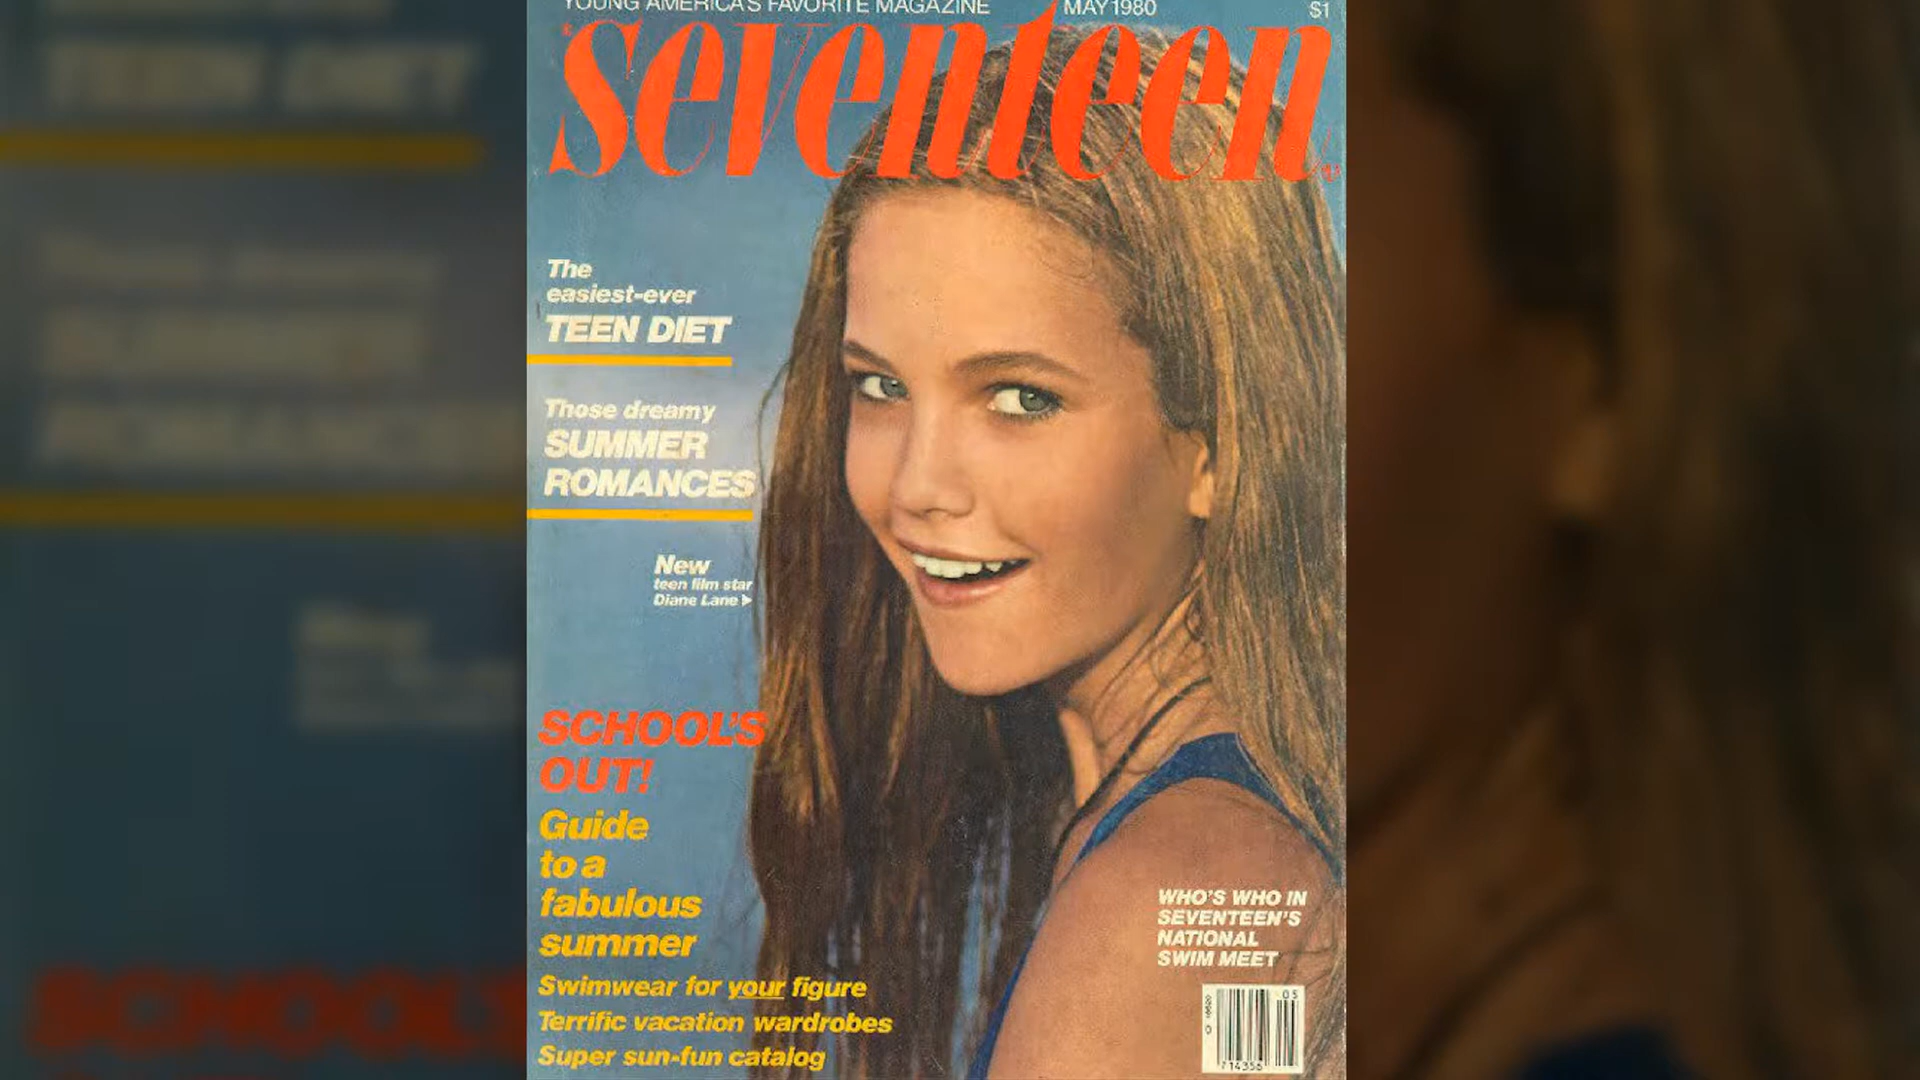 YOUNG AMERICA'S FAVORITE MAGAZINE MAY 1980 $1
seventeen
The
easiest-ever
TEEN DIET
Those dreamy
SUMMER
ROMANCES
New
teen film star
Diane Lane ▶
SCHOOL'S
OUT!
Guide
to a
fabulous
summer
Swimwear for your figure
Terrific vacation wardrobes
Super sun-fun catalog
WHO'S WHO IN
SEVENTEEN'S
NATIONAL
SWIM MEET
05
714358